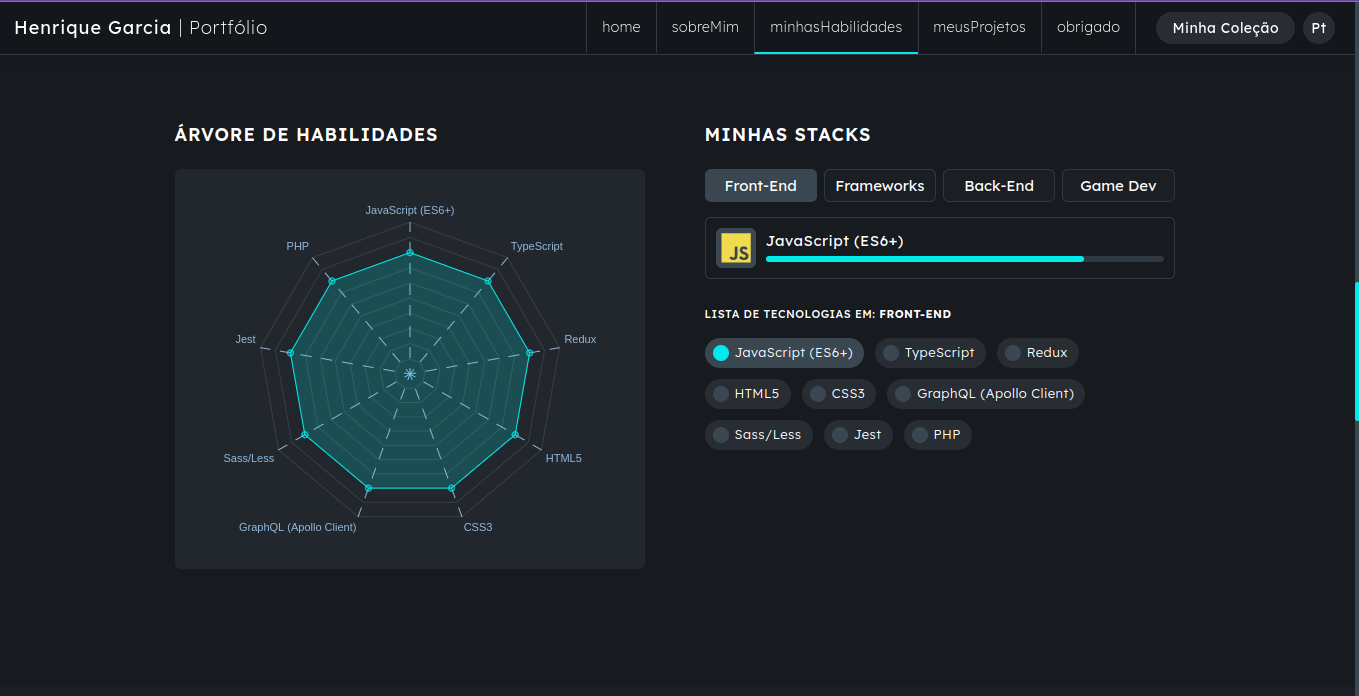 Henrique Garcia | Portfólio
home
sobreMim
minhasHabilidades
meusProjetos
obrigado
Minha Coleção
Pt
ÁRVORE DE HABILIDADES
JavaScript (ES6+)
PHP
TypeScript
Jest
Redux
Sass/Less
HTML5
GraphQL (Apollo Client)
CSS3
MINHAS STACKS
Front-End
Frameworks
Back-End
Game Dev
JS
JavaScript (ES6+)
LISTA DE TECNOLOGIAS EM: FRONT-END
JavaScript (ES6+)
TypeScript
Redux
HTML5
CSS3
GraphQL (Apollo Client)
Sass/Less
Jest
PHP